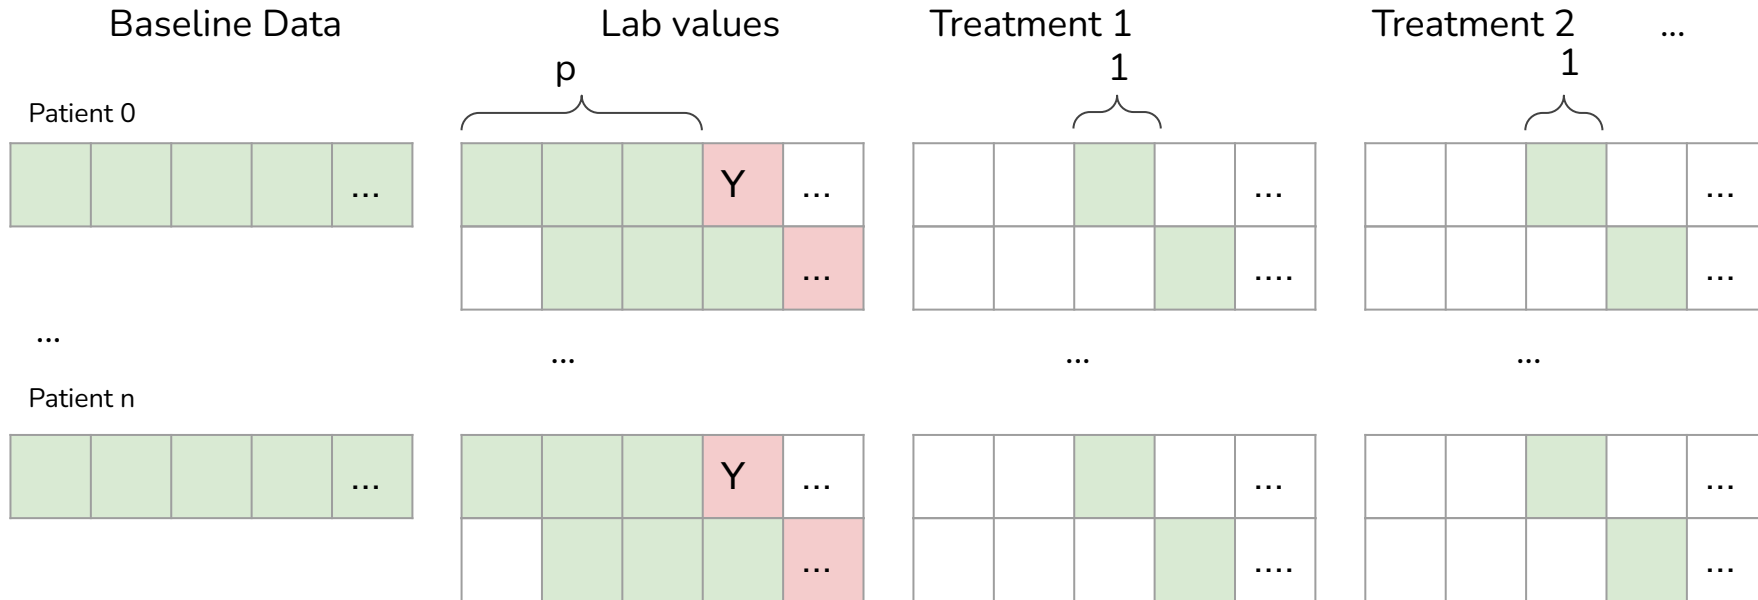 Baseline Data Lab values Treatment 1 Treatment 2 ...
p 1 1
Patient 0
... Y ... ... ...
... .... ...
... ... ... ...
Patient n
... Y ... ... ...
... .... ...